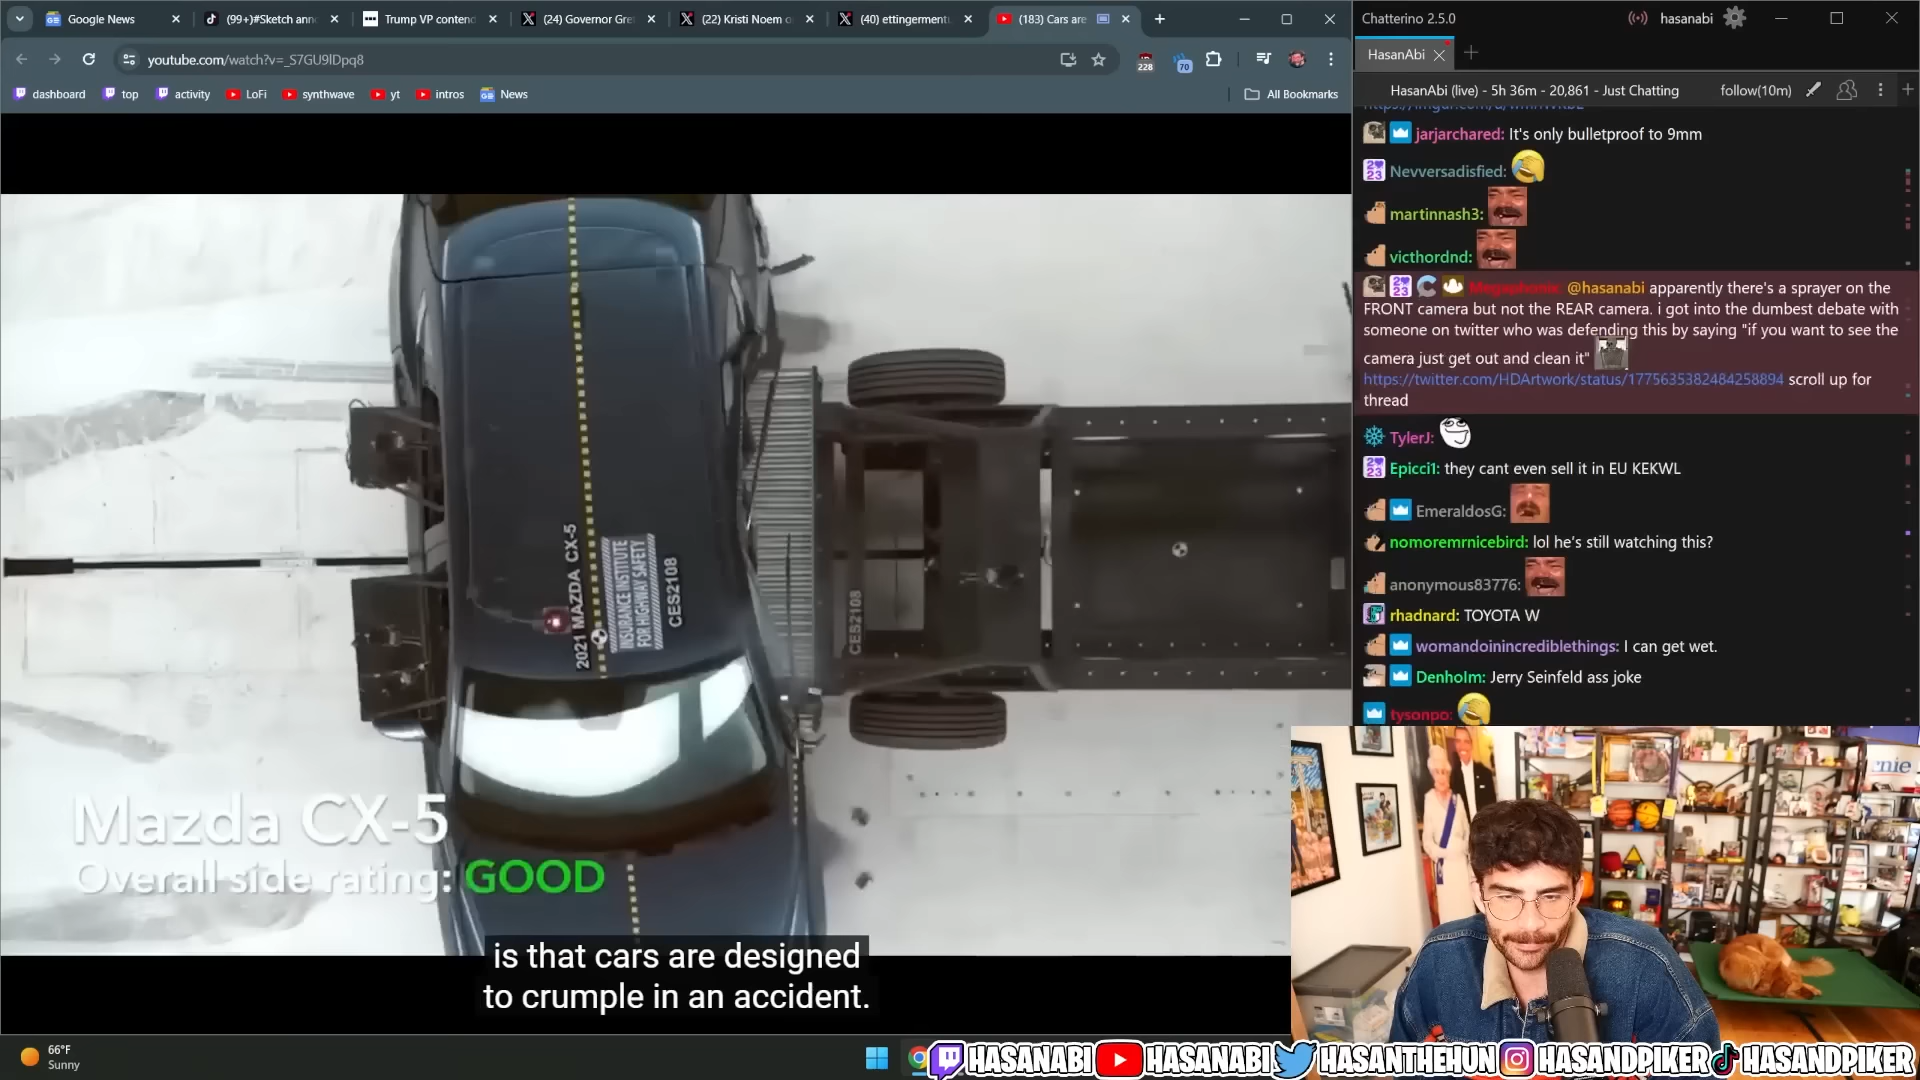 Google News
(99+)#Sketch ann
Trump VP contend
(24) Governor Gre
(22) Kristi Noem o
(40) ettingermentu
(183) Cars are
youtube.com/watch?v=_S7GU9lDpq8
228
70
dashboard
top
activity
LoFi
synthwave
yt
intros
News
All Bookmarks
2021 MAZDA CX-5
INSURANCE INSTITUTE
FOR HIGHWAY SAFETY
CES2108
CES2108
Mazda CX-5
Overall side rating: GOOD
is that cars are designed
to crumple in an accident.
66°F
Sunny
Chatterino 2.5.0
hasanabi
HasanAbi
HasanAbi (live) - 5h 36m - 20,861 - Just Chatting
follow(10m)
jarjarchared: It's only bulletproof to 9mm
Nevversadisfied:
martinnash3:
victhordnd:
Megaphonix: @hasanabi apparently there's a sprayer on the
FRONT camera but not the REAR camera. i got into the dumbest debate with
someone on twitter who was defending this by saying "if you want to see the
camera just get out and clean it"
https://twitter.com/HDArtwork/status/1775635382484258894 scroll up for
thread
TylerJ:
Epicci1: they cant even sell it in EU KEKWL
EmeraldosG:
nomoremrnicebird: lol he's still watching this?
anonymous83776:
rhadnard: TOYOTA W
womandoinincrediblethings: I can get wet.
Denholm: Jerry Seinfeld ass joke
tysonpo:
nie
HASANABI
HASANABI
HASANTHEHUN
HASANDPIKER
HASANDPIKER